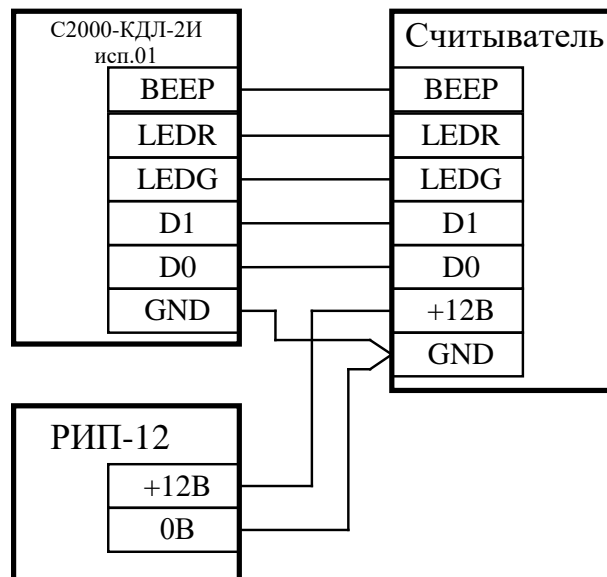 С2000-КДЛ-2И
исп.01
BEEP
LEDR
LEDG
D1
D0
GND
Считыватель
BEEP
LEDR
LEDG
D1
D0
+12В
GND
РИП-12
+12В
0В